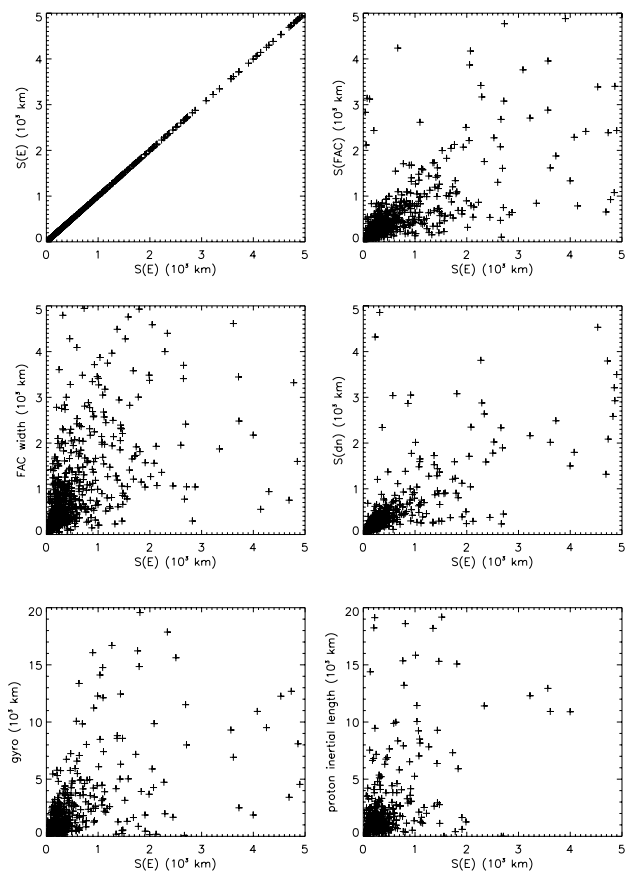 5 5
4 4
3 3
2 2
1 1
0 0
S(E) (10³ km) S(FAC) (10³ km)
0 1 2 3 4 5 0 1 2 3 4 5
S(E) (10³ km) S(E) (10³ km)
5 5
4 4
3 3
2 2
1 1
0 0
FAC width (10³ km) S(dn) (10³ km)
0 1 2 3 4 5 0 1 2 3 4 5
S(E) (10³ km) S(E) (10³ km)
20 20
15 15
10 10
5 5
0 0
gyro (10³ km) proton inertial length (10³ km)
0 1 2 3 4 5 0 1 2 3 4 5
S(E) (10³ km) S(E) (10³ km)